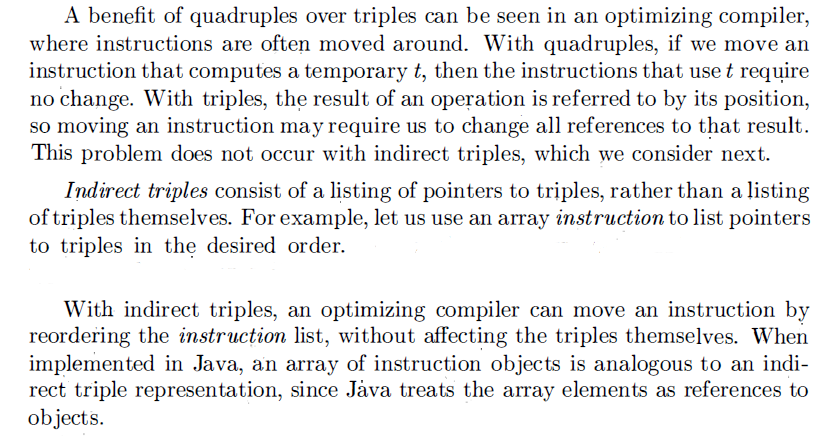 A benefit of quadruples over triples can be seen in an optimizing compiler,
where instructions are often moved around. With quadruples, if we move an
instruction that computes a temporary t, then the instructions that use t require
no change. With triples, the result of an operation is referred to by its position,
so moving an instruction may require us to change all references to that result.
This problem does not occur with indirect triples, which we consider next.
Indirect triples consist of a listing of pointers to triples, rather than a listing
of triples themselves. For example, let us use an array instruction to list pointers
to triples in the desired order.
With indirect triples, an optimizing compiler can move an instruction by
reordering the instruction list, without affecting the triples themselves. When
implemented in Java, an array of instruction objects is analogous to an indi-
rect triple representation, since Java treats the array elements as references to
objects.